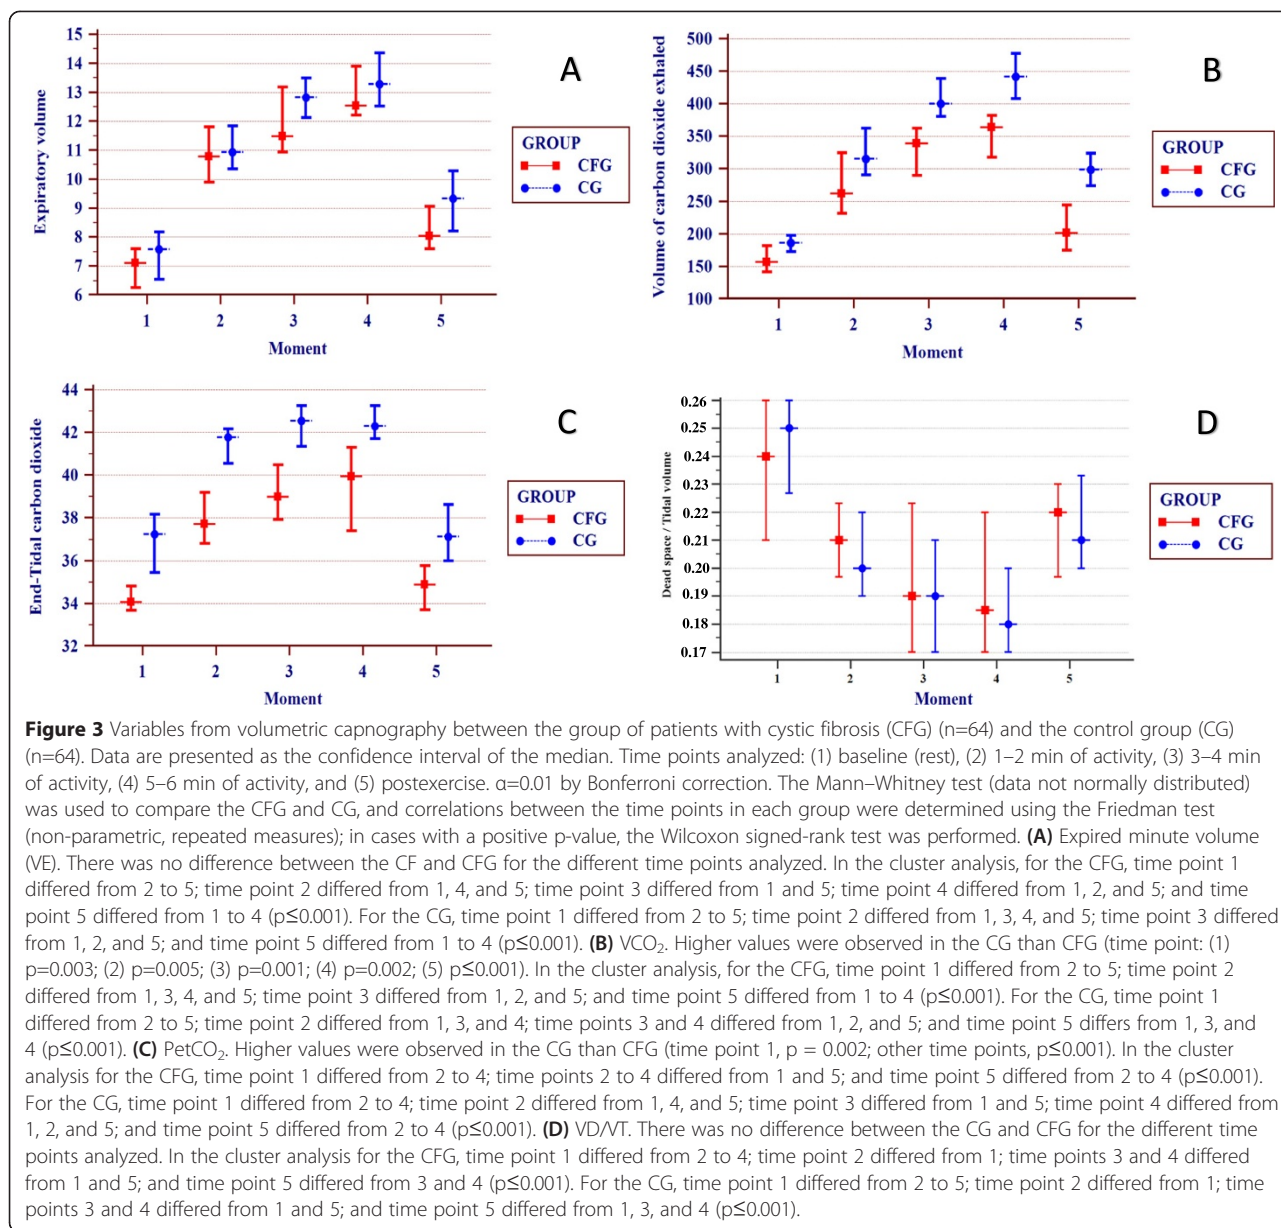 15
14
13
12
11
10
9
8
7
6
Expiratory volume
1 2 3 4 5
Moment
A
GROUP
CFG
CG
500
450
400
350
300
250
200
150
100
Volume of carbon dioxide exhaled
1 2 3 4 5
Moment
B
GROUP
CFG
CG
44
42
40
38
36
34
32
End-Tidal carbon dioxide
1 2 3 4 5
Moment
C
GROUP
CFG
CG
0.26
0.25
0.24
0.23
0.22
0.21
0.20
0.19
0.18
0.17
Dead space / Tidal volume
1 2 3 4 5
Moment
D
GROUP
CFG
CG
Figure 3 Variables from volumetric capnography between the group of patients with cystic fibrosis (CFG) (n=64) and the control group (CG)
(n=64). Data are presented as the confidence interval of the median. Time points analyzed: (1) baseline (rest), (2) 1–2 min of activity, (3) 3–4 min
of activity, (4) 5–6 min of activity, and (5) postexercise. α=0.01 by Bonferroni correction. The Mann–Whitney test (data not normally distributed)
was used to compare the CFG and CG, and correlations between the time points in each group were determined using the Friedman test
(non-parametric, repeated measures); in cases with a positive p-value, the Wilcoxon signed-rank test was performed. (A) Expired minute volume
(VE). There was no difference between the CF and CFG for the different time points analyzed. In the cluster analysis, for the CFG, time point 1
differed from 2 to 5; time point 2 differed from 1, 4, and 5; time point 3 differed from 1 and 5; time point 4 differed from 1, 2, and 5; and time
point 5 differed from 1 to 4 (p≤0.001). For the CG, time point 1 differed from 2 to 5; time point 2 differed from 1, 3, 4, and 5; time point 3 differed
from 1, 2, and 5; and time point 5 differed from 1 to 4 (p≤0.001). (B) VCO₂. Higher values were observed in the CG than CFG (time point: (1)
p=0.003; (2) p=0.005; (3) p=0.001; (4) p=0.002; (5) p≤0.001). In the cluster analysis, for the CFG, time point 1 differed from 2 to 5; time point 2
differed from 1, 3, 4, and 5; time point 3 differed from 1, 2, and 5; and time point 5 differed from 1 to 4 (p≤0.001). For the CG, time point 1
differed from 2 to 5; time point 2 differed from 1, 3, and 4; time points 3 and 4 differed from 1, 2, and 5; and time point 5 differs from 1, 3, and
4 (p≤0.001). (C) PetCO₂. Higher values were observed in the CG than CFG (time point 1, p = 0.002; other time points, p≤0.001). In the cluster
analysis for the CFG, time point 1 differed from 2 to 4; time points 2 to 4 differed from 1 and 5; and time point 5 differed from 2 to 4 (p≤0.001).
For the CG, time point 1 differed from 2 to 4; time point 2 differed from 1, 4, and 5; time point 3 differed from 1 and 5; time point 4 differed from
1, 2, and 5; and time point 5 differed from 2 to 4 (p≤0.001). (D) VD/VT. There was no difference between the CG and CFG for the different time
points analyzed. In the cluster analysis for the CFG, time point 1 differed from 2 to 4; time point 2 differed from 1; time points 3 and 4 differed
from 1 and 5; and time point 5 differed from 3 and 4 (p≤0.001). For the CG, time point 1 differed from 2 to 5; time point 2 differed from 1; time
points 3 and 4 differed from 1 and 5; and time point 5 differed from 1, 3, and 4 (p≤0.001).